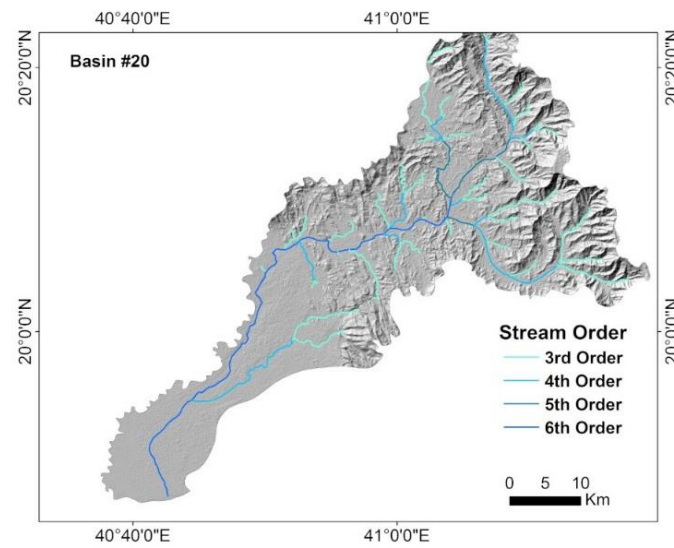 40°40'0"E 41°0'0"E
Basin #20
20°20'0"N 20°20'0"N
20°0'0"N 20°0'0"N
Stream Order
3rd Order
4th Order
5th Order
6th Order
0 5 10
Km
40°40'0"E 41°0'0"E